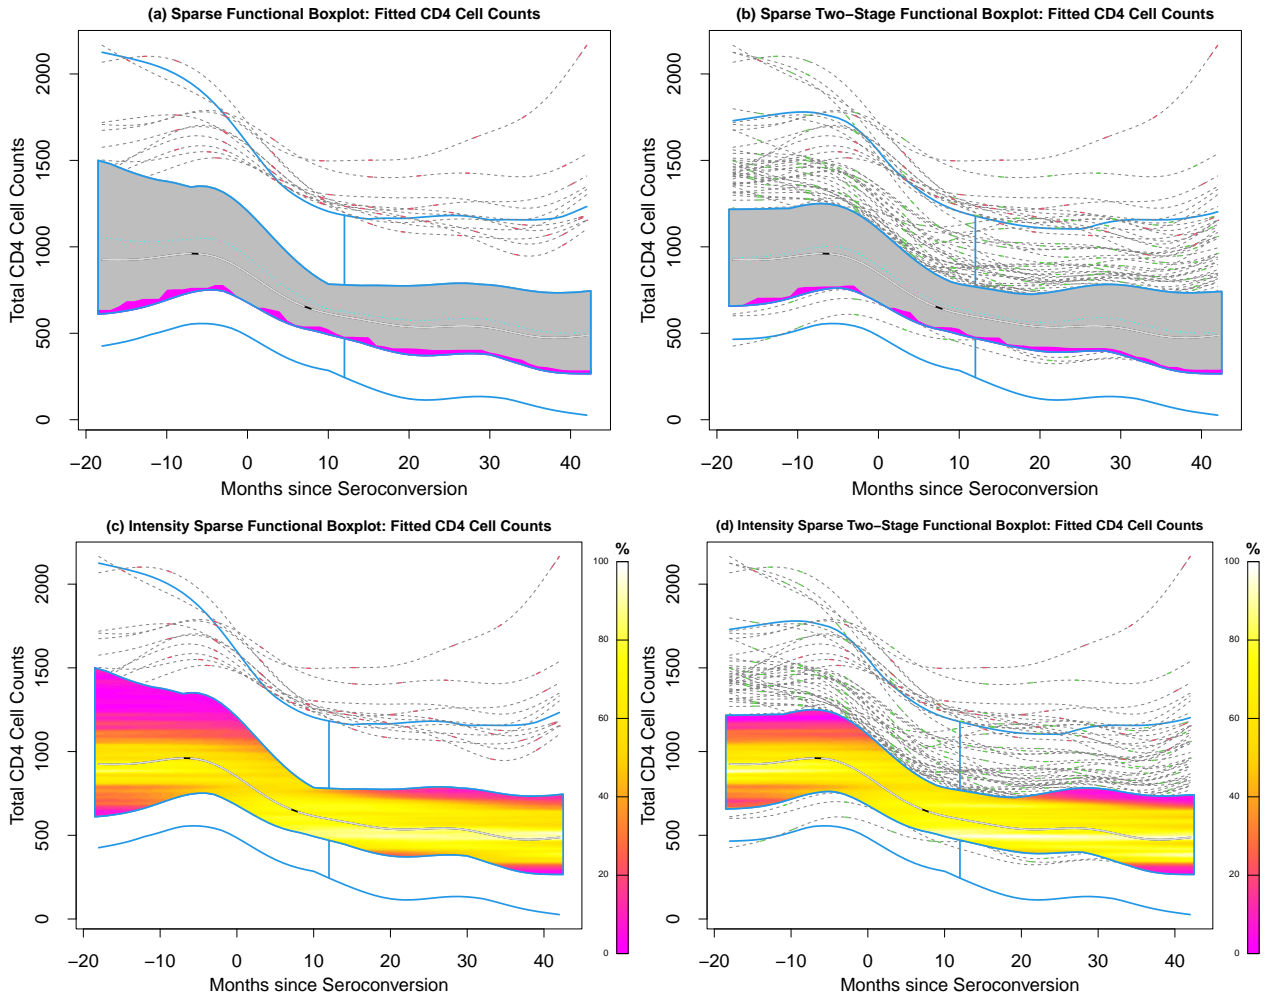 (a) Sparse Functional Boxplot: Fitted CD4 Cell Counts
Total CD4 Cell Counts
2000
1500
1000
500
0
−20 −10 0 10 20 30 40
Months since Seroconversion
(b) Sparse Two−Stage Functional Boxplot: Fitted CD4 Cell Counts
Total CD4 Cell Counts
2000
1500
1000
500
0
−20 −10 0 10 20 30 40
Months since Seroconversion
(c) Intensity Sparse Functional Boxplot: Fitted CD4 Cell Counts
Total CD4 Cell Counts
2000
1500
1000
500
0
−20 −10 0 10 20 30 40
Months since Seroconversion
%
100
80
60
40
20
0
(d) Intensity Sparse Two−Stage Functional Boxplot: Fitted CD4 Cell Counts
Total CD4 Cell Counts
2000
1500
1000
500
0
−20 −10 0 10 20 30 40
Months since Seroconversion
%
100
80
60
40
20
0